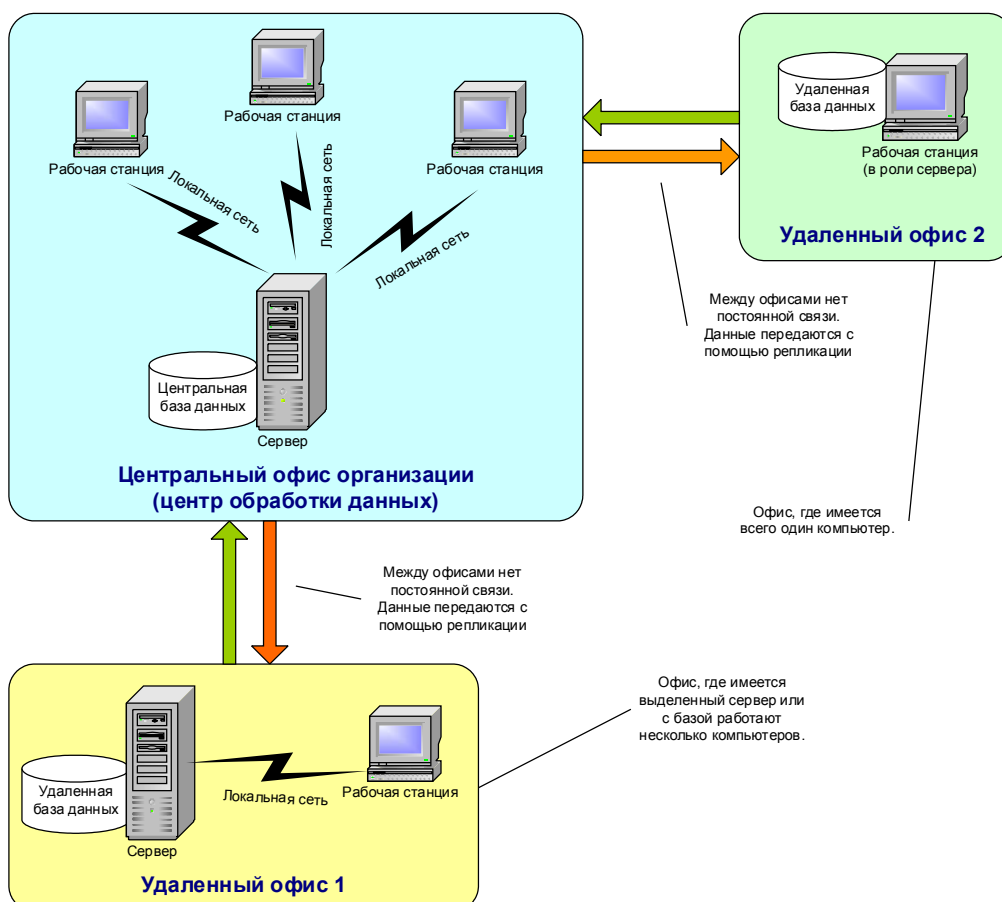 Рабочая станция
Рабочая станция
Рабочая станция
Локальная сеть
Локальная сеть
Локальная сеть
Центральная
база данных
Сервер
Центральный офис организации
(центр обработки данных)
Удаленная
база данных
Рабочая станция
(в роли сервера)
Удаленный офис 2
Между офисами нет
постоянной связи.
Данные передаются с
помощью репликации
Офис, где имеется
всего один компьютер.
Между офисами нет
постоянной связи.
Данные передаются с
помощью репликации
Офис, где имеется
выделенный сервер или
с базой работают
несколько компьютеров.
Удаленная
база данных
Сервер
Локальная сеть
Рабочая станция
Удаленный офис 1